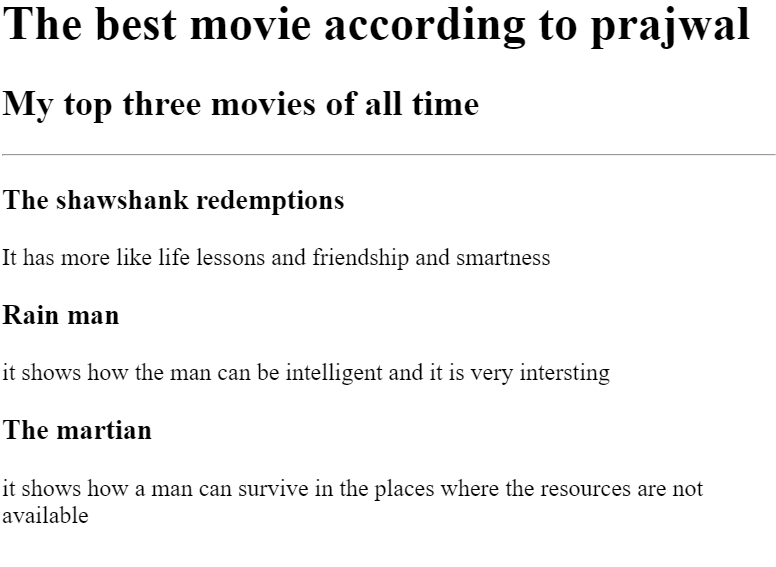 The best movie according to prajwal
My top three movies of all time
The shawshank redemptions
It has more like life lessons and friendship and smartness
Rain man
it shows how the man can be intelligent and it is very intersting
The martian
it shows how a man can survive in the places where the resources are not
available